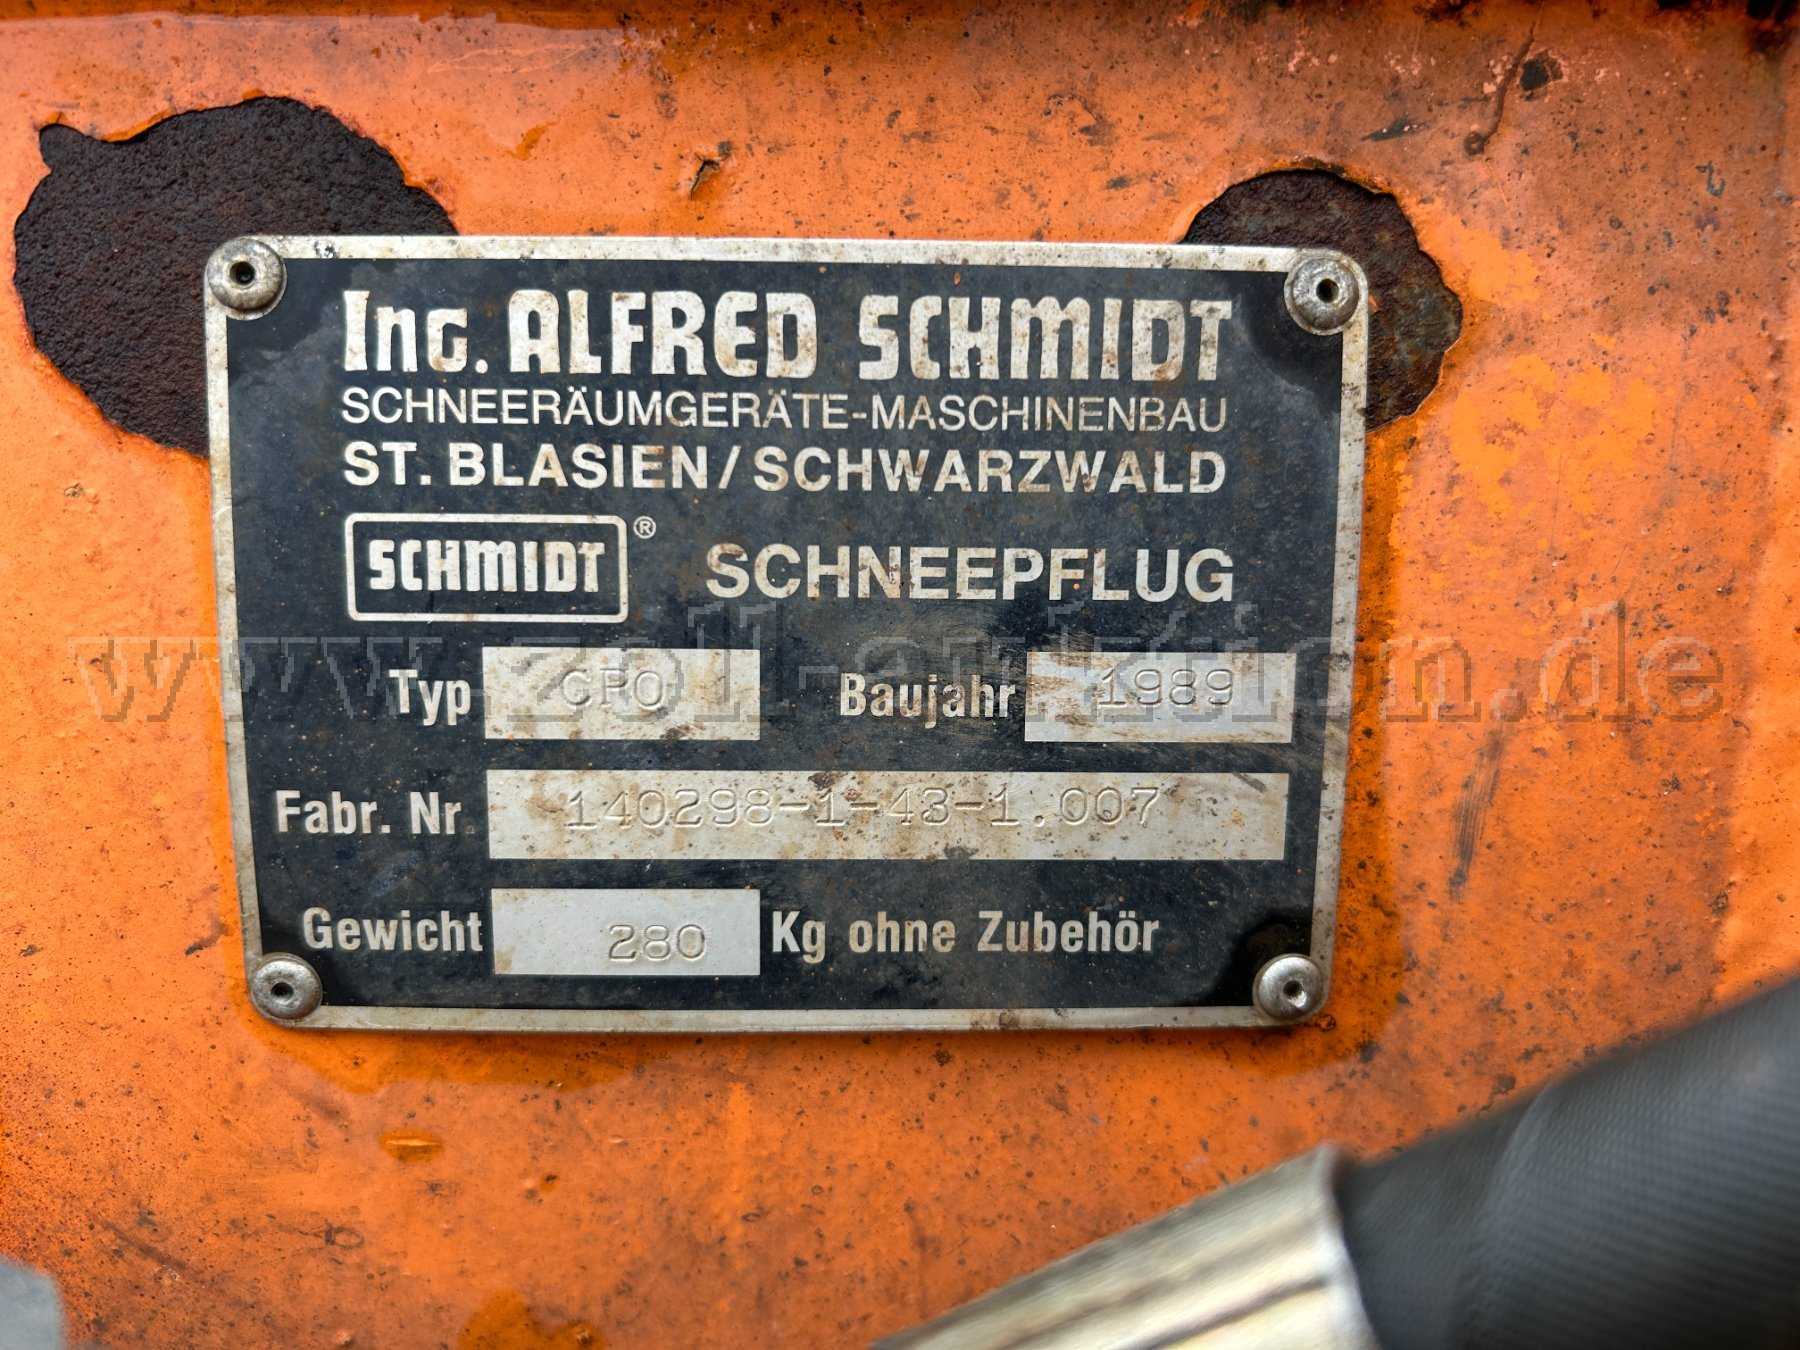 Ing. ALFRED SCHMIDT
SCHNEERÄUMGERÄTE-MASCHINENBAU
ST. BLASIEN/SCHWARZWALD
SCHMIDT® SCHNEEPFLUG
www.zoll-auktion.de
Typ CPO Baujahr 1989
Fabr. Nr. 140298-1-43-1.007
Gewicht 280 Kg ohne Zubehör